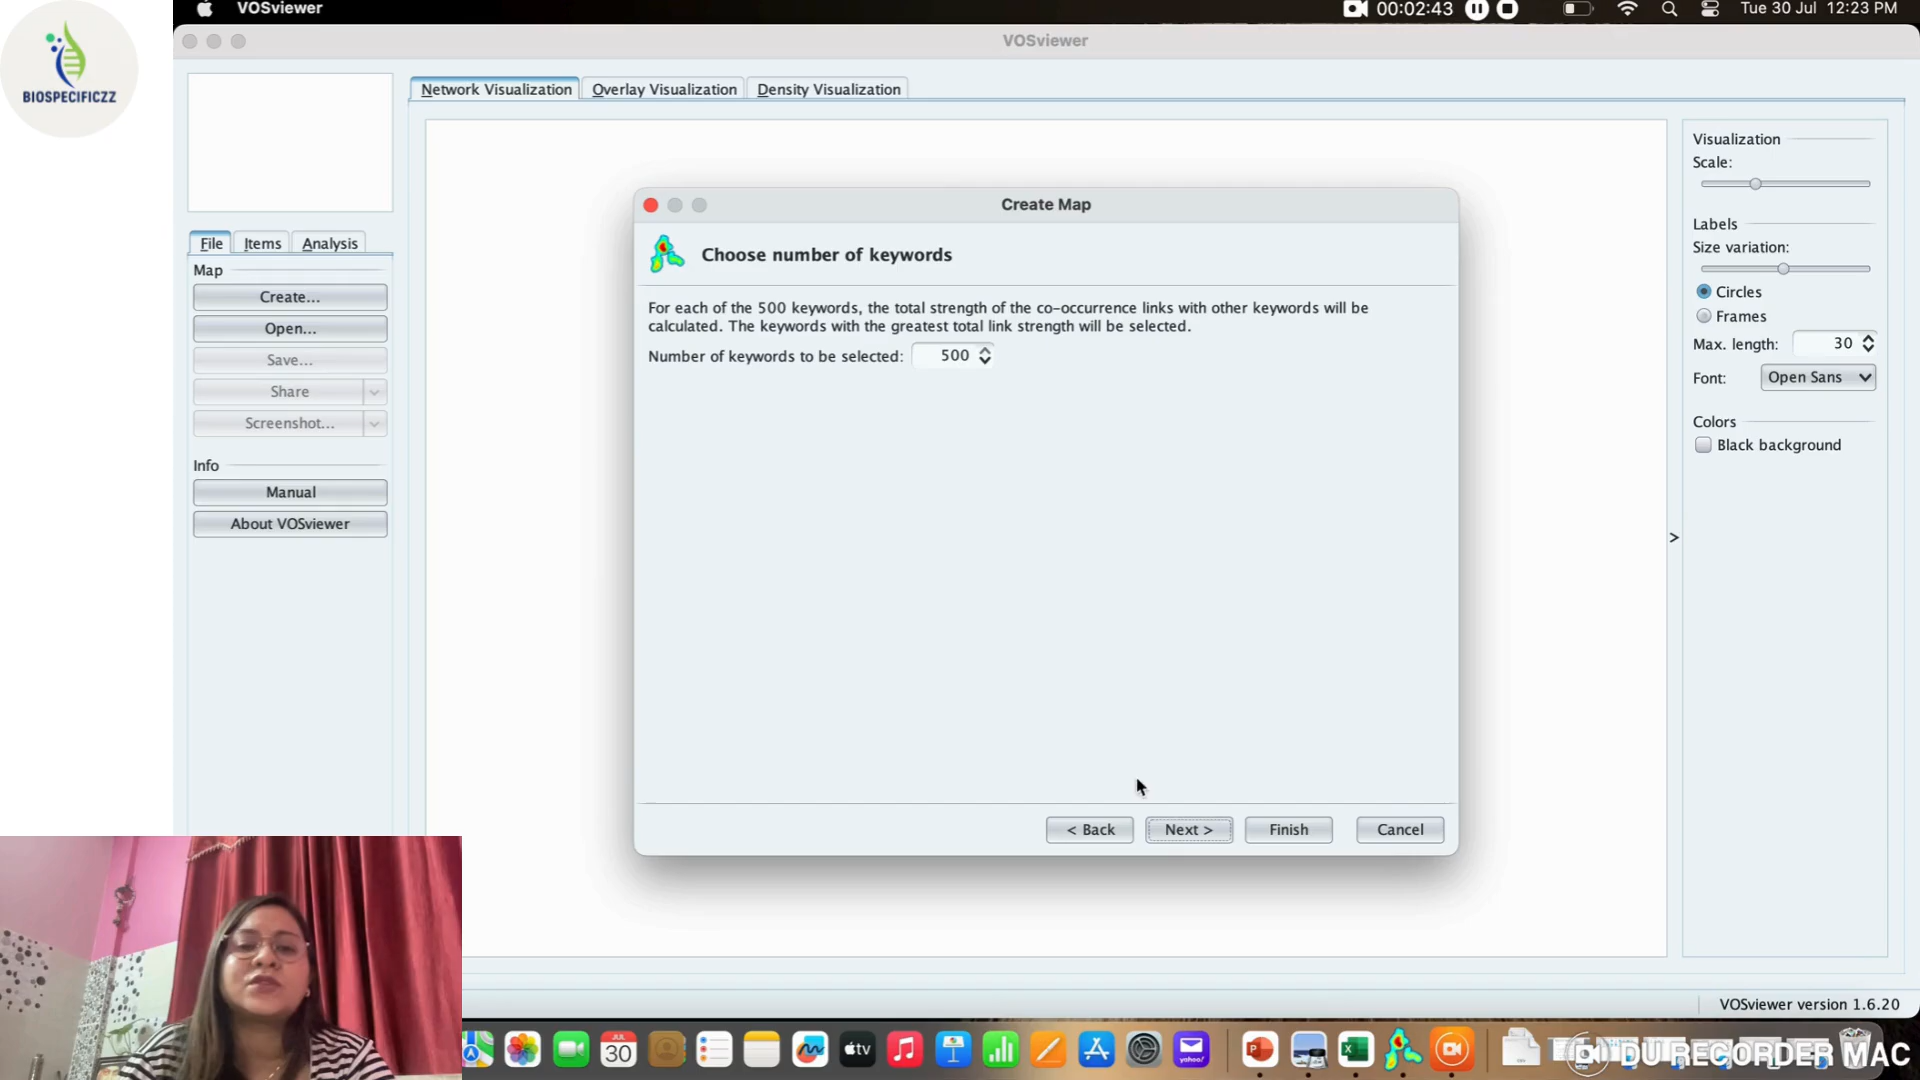 VOSviewer
00:02:43
Tue 30 Jul 12:23 PM
BIOSPECIFICZZ
VOSviewer
Network Visualization
Overlay Visualization
Density Visualization
File
Items
Analysis
Map
Create...
Open...
Save...
Share
Screenshot...
Info
Manual
About VOSviewer
Create Map
Choose number of keywords
For each of the 500 keywords, the total strength of the co-occurrence links with other keywords will be
calculated. The keywords with the greatest total link strength will be selected.
Number of keywords to be selected: 500
< Back
Next >
Finish
Cancel
Visualization
Scale:
Labels
Size variation:
Circles
Frames
Max. length: 30
Font: Open Sans
Colors
Black background
>
VOSviewer version 1.6.20
JUL
30
tv
yahoo!
P
X
DU RECORDER MAC